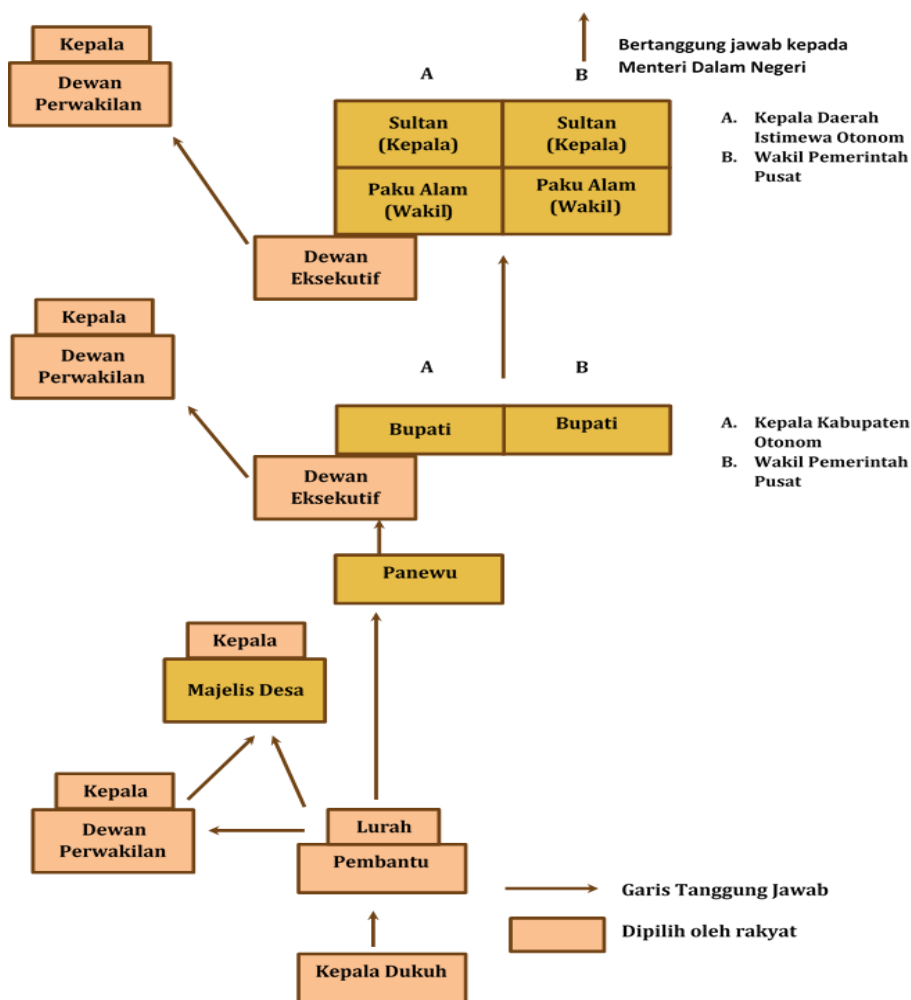 Kepala
Dewan
Perwakilan
Bertanggung jawab kepada
Menteri Dalam Negeri
A
B
Sultan
(Kepala)
Sultan
(Kepala)
Paku Alam
(Wakil)
Paku Alam
(Wakil)
A. Kepala Daerah
Istimewa Otonom
B. Wakil Pemerintah
Pusat
Dewan
Eksekutif
Kepala
Dewan
Perwakilan
A
B
Bupati
Bupati
A. Kepala Kabupaten
Otonom
B. Wakil Pemerintah
Pusat
Dewan
Eksekutif
Panewu
Kepala
Majelis Desa
Kepala
Dewan
Perwakilan
Lurah
Pembantu
Kepala Dukuh
Garis Tanggung Jawab
Dipilih oleh rakyat